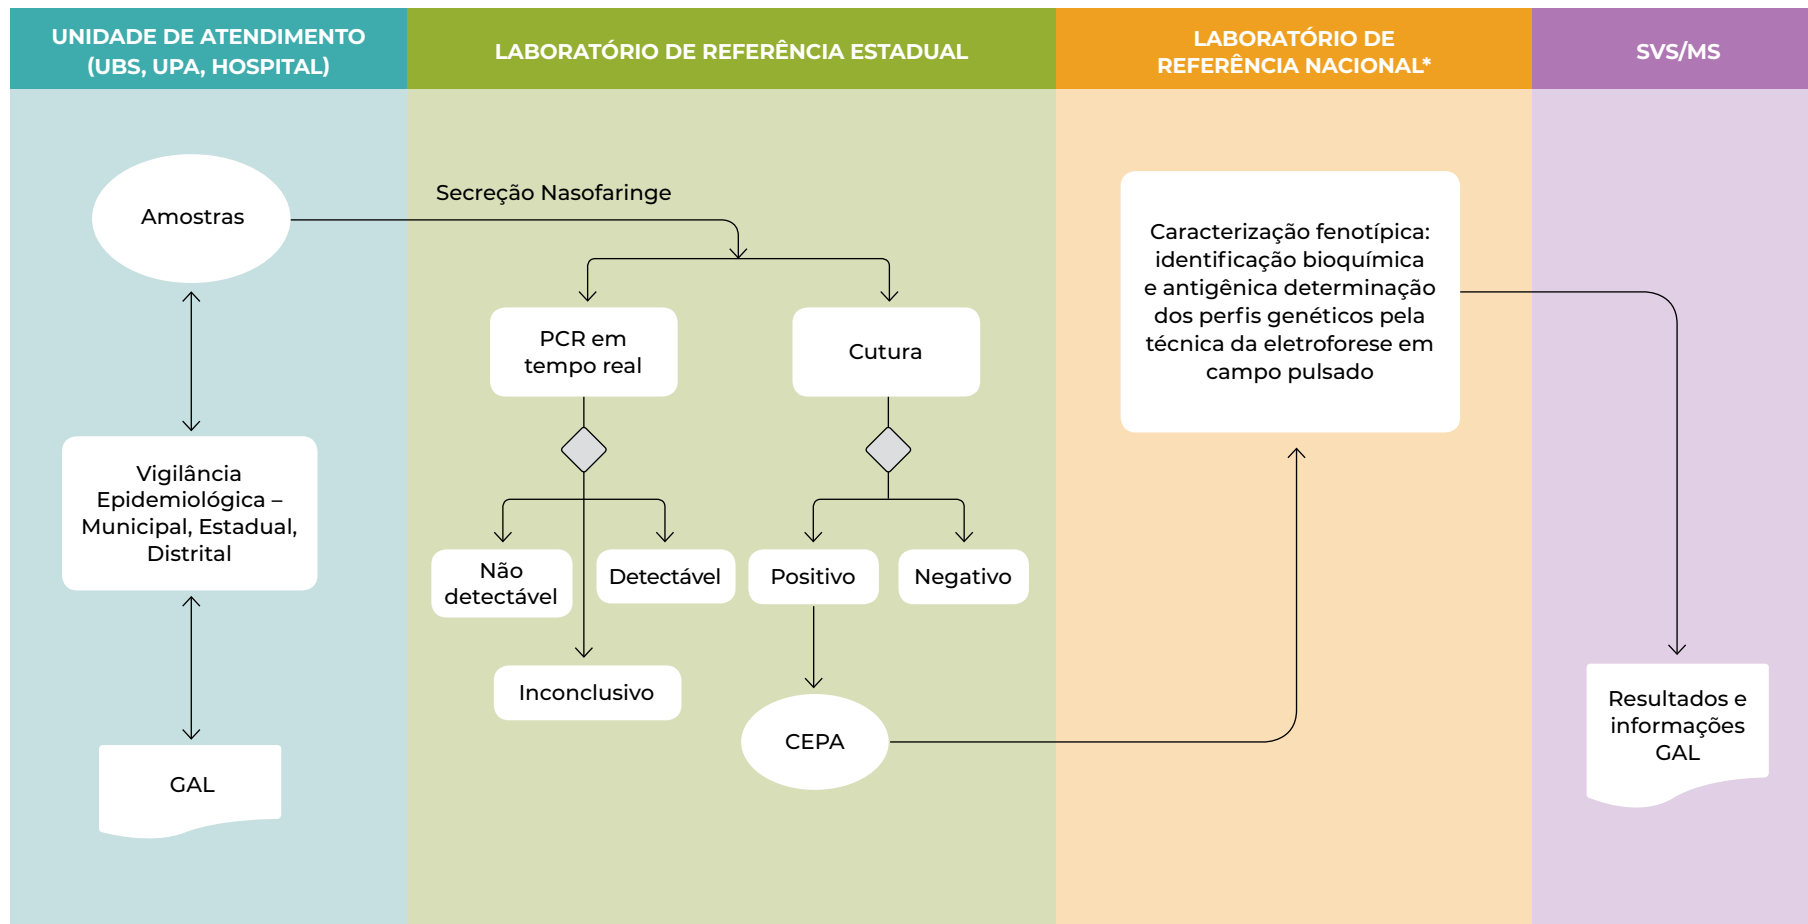 UNIDADE DE ATENDIMENTO
(UBS, UPA, HOSPITAL)
LABORATÓRIO DE REFERÊNCIA ESTADUAL
LABORATÓRIO DE
REFERÊNCIA NACIONAL*
SVS/MS
Amostras
Vigilância
Epidemiológica –
Municipal, Estadual,
Distrital
GAL
Secreção Nasofaringe
PCR em
tempo real
Cutura
Não
detectável
Detectável
Inconclusivo
Positivo
Negativo
CEPA
Caracterização fenotípica:
identificação bioquímica
e antigênica determinação
dos perfis genéticos pela
técnica da eletroforese em
campo pulsado
Resultados e
informações
GAL